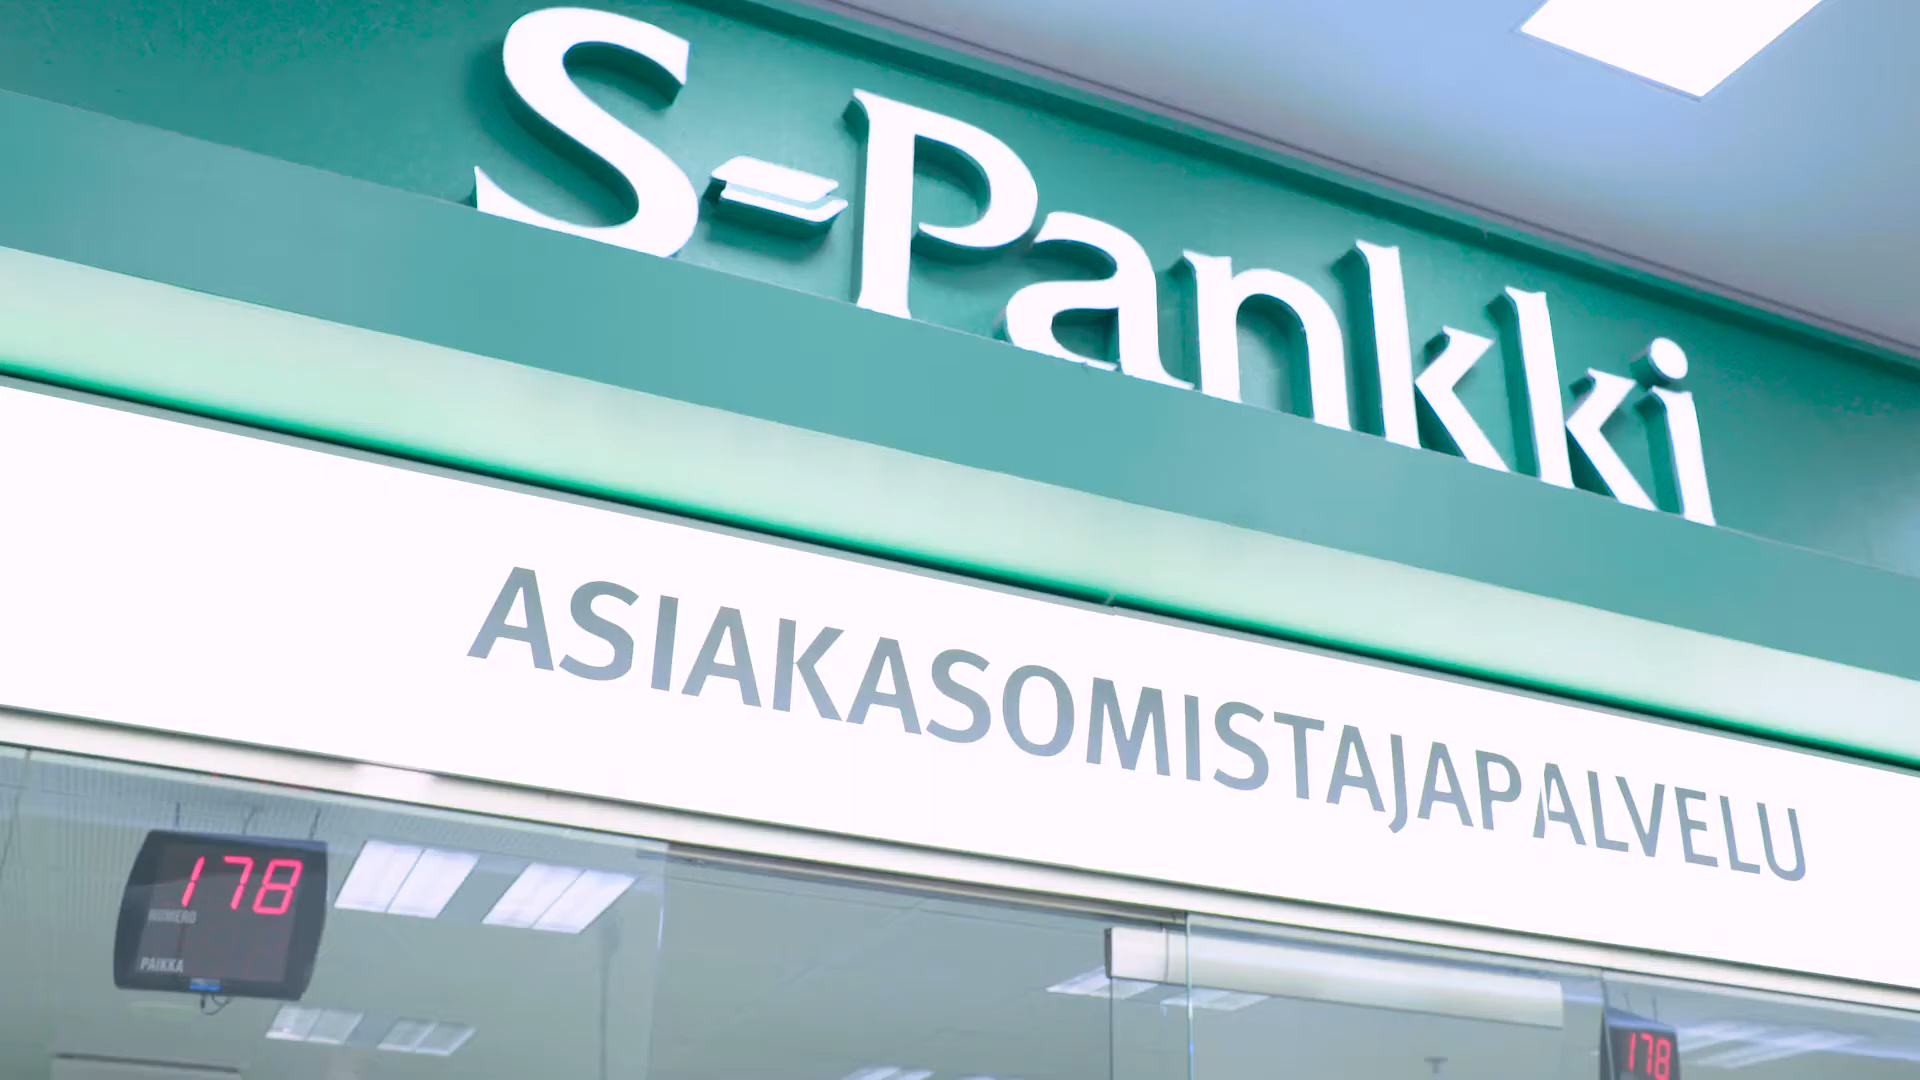 S-Pankki
ASIAKASOMISTAJAPALVELU
178
NUMERO
PAIKKA
178